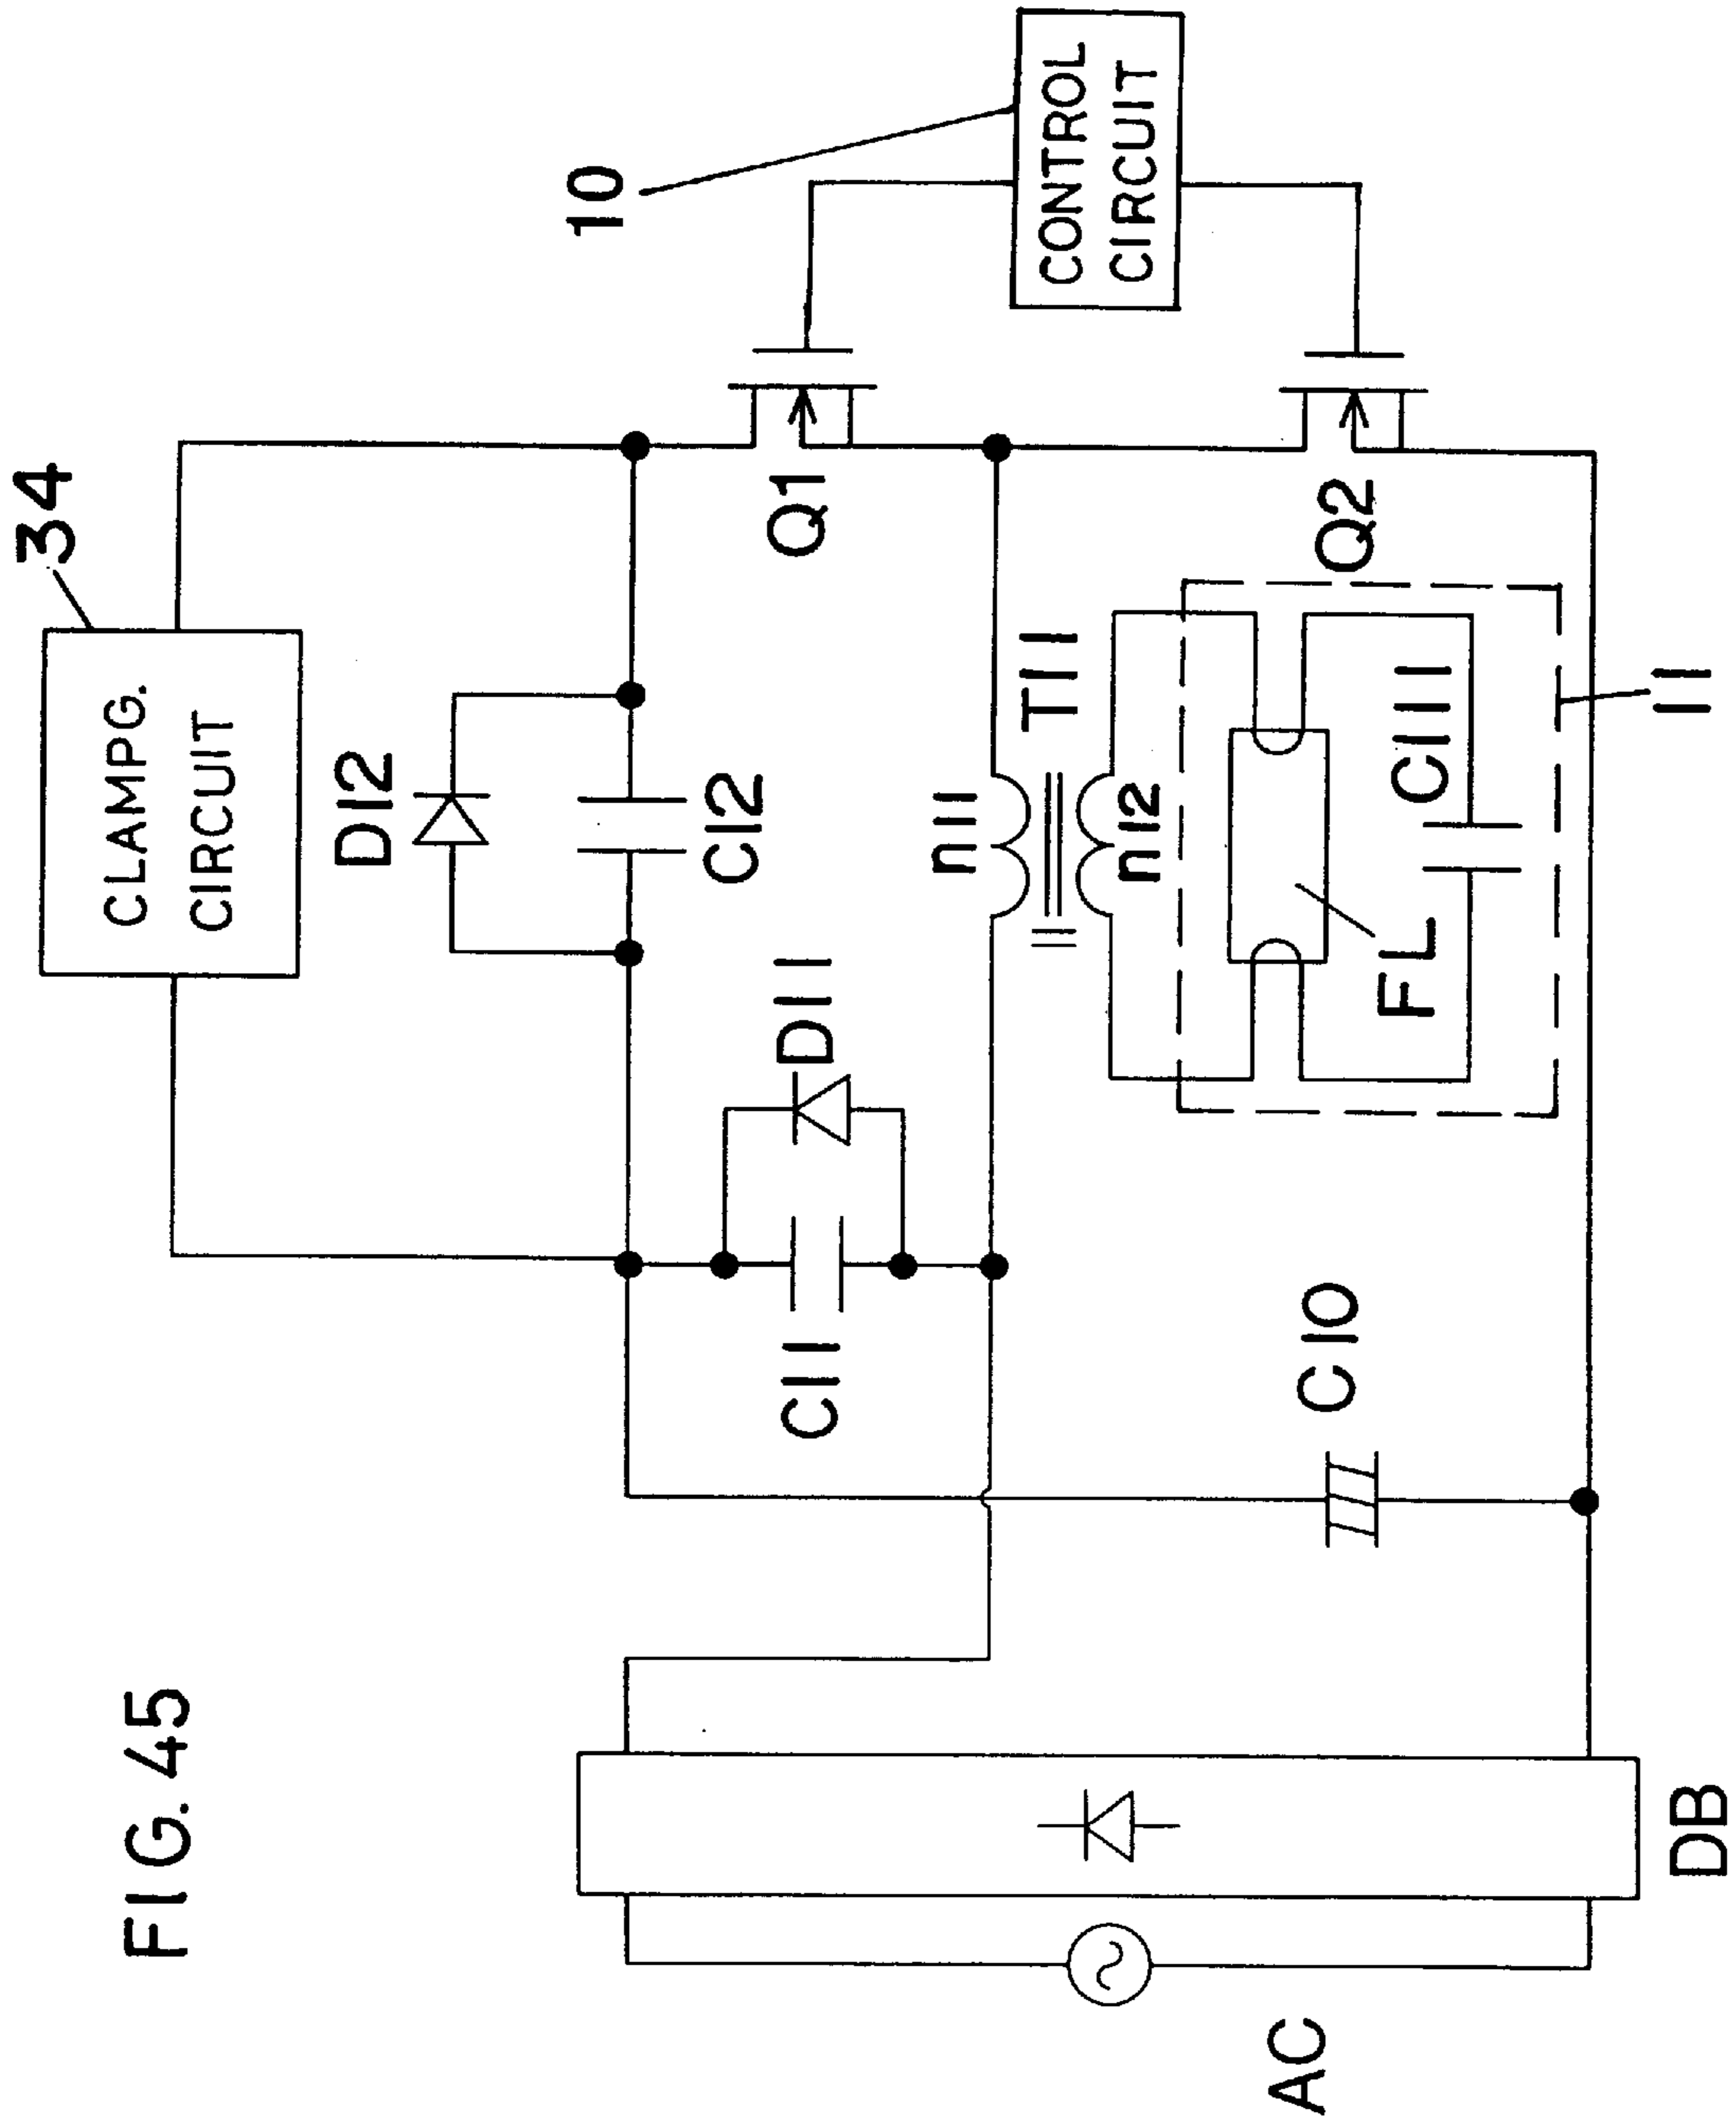 FIG. 45
34
CLAMPG.
CIRCUIT
D12
C12
10
CONTROL
CIRCUIT
Q1
D11
C11
n11
T11
n12
Q2
FL
C111
11
C10
AC
DB